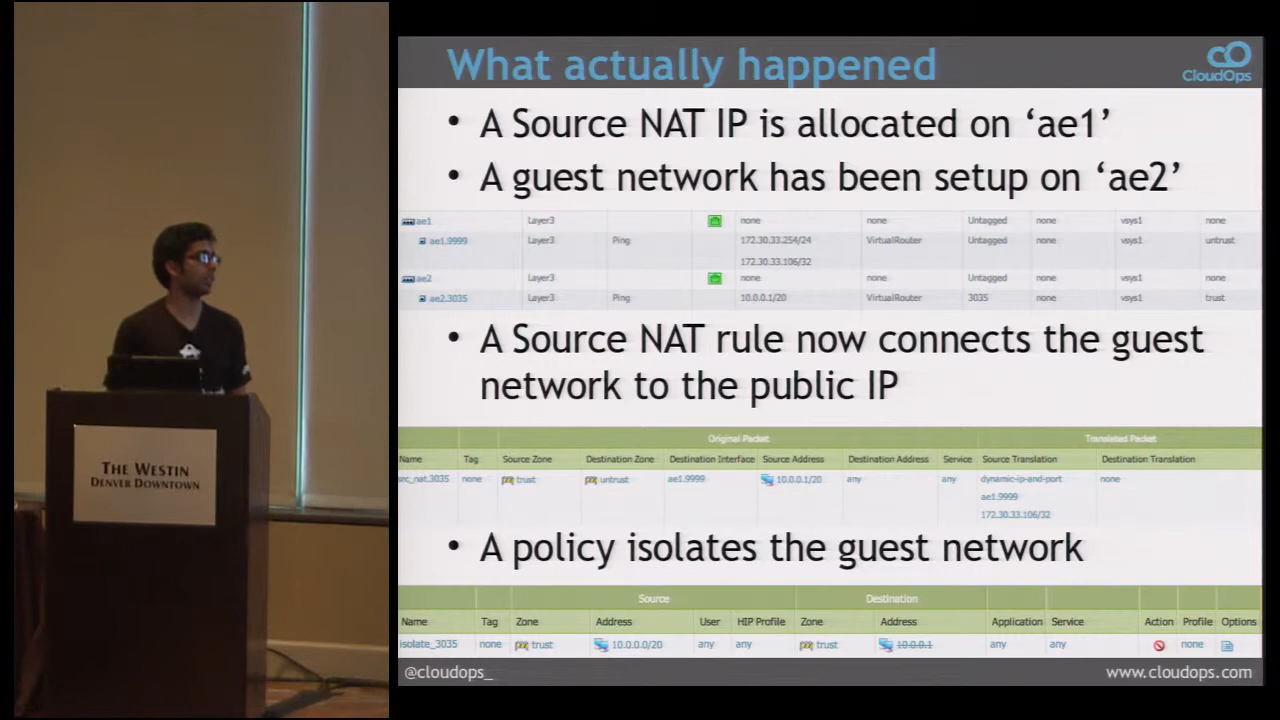 What actually happened
CloudOps
• A Source NAT IP is allocated on ‘ae1’
• A guest network has been setup on ‘ae2’
ae1 Layer3 none none Untagged none vsys1 none
ae1.9999 Layer3 Ping 172.30.33.254/24 VirtualRouter Untagged none vsys1 untrust
172.30.33.106/32
ae2 Layer3 none none Untagged none vsys1 none
ae2.3035 Layer3 Ping 10.0.0.1/20 VirtualRouter 3035 none vsys1 trust
• A Source NAT rule now connects the guest
network to the public IP
Original Packet Translated Packet
Name Tag Source Zone Destination Zone Destination Interface Source Address Destination Address Service Source Translation Destination Translation
src_nat.3035 none trust untrust ae1.9999 10.0.0.1/20 any any dynamic-ip-and-port none
ae1.9999
172.30.33.106/32
• A policy isolates the guest network
Source Destination
Name Tag Zone Address User HIP Profile Zone Address Application Service Action Profile Options
isolate_3035 none trust 10.0.0.0/20 any any trust 10.0.0.1 any any none
@cloudops_ www.cloudops.com
THE WESTIN
DENVER DOWNTOWN